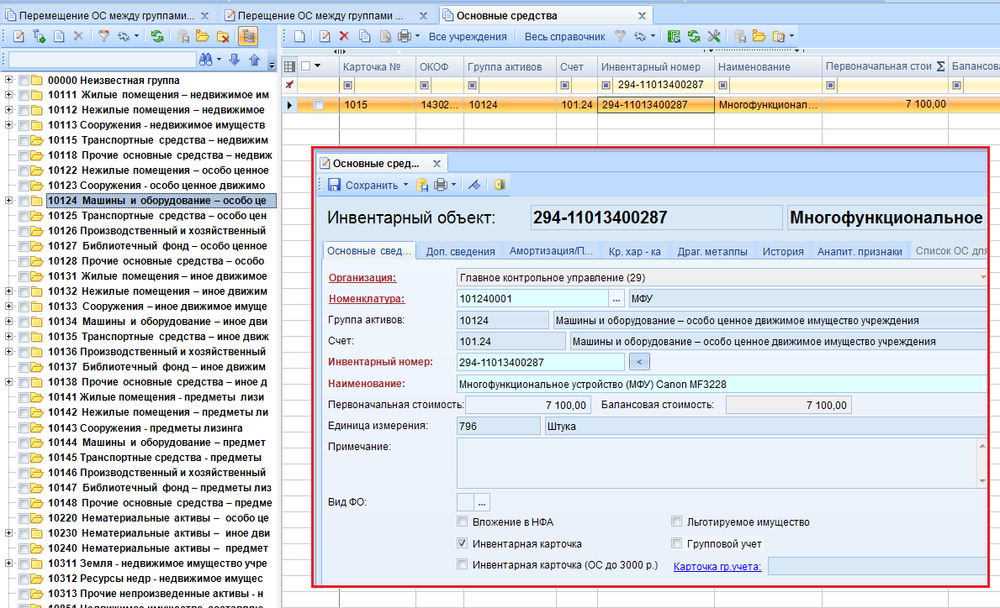 Перемещение ОС между группами... Перещение ОС между группами ... Основные средства
Все учреждения Весь справочник
Карточка № ОКОФ Группа активов Счет Инвентарный номер Наименование Первоначальная стои Σ Балансова
294-11013400287
1015 14302... 10124 101.24 294-11013400287 Многофункционал... 7 100,00
00000 Неизвестная группа
10111 Жилые помещения – недвижимое им
10112 Нежилые помещения – недвижимое
10113 Сооружения - недвижимое имуществ
10115 Транспортные средства – недвижим
10118 Прочие основные средства – недвиж
10122 Нежилые помещения – особо ценное
10123 Сооружения - особо ценное движимо
10124 Машины и оборудование – особо це
10125 Транспортные средства – особо цен
10126 Производственный и хозяйственный
10127 Библиотечный фонд – особо ценное
10128 Прочие основные средства – особо
10131 Жилые помещения – иное движимое
10132 Нежилые помещения – иное движим
10133 Сооружения – иное движимое имуще
10134 Машины и оборудование – иное дви
10135 Транспортные средства – иное движ
10136 Производственный и хозяйственный
10137 Библиотечный фонд – иное движим
10138 Прочие основные средства – иное д
10141 Жилые помещения - предметы лизи
10142 Нежилые помещения – предметы ли
10143 Сооружения - предметы лизинга
10144 Машины и оборудование – предмет
10145 Транспортные средства - предметы
10146 Производственный и хозяйственный
10147 Библиотечный фонд – предметы лиз
10148 Прочие основные средства – предме
10220 Нематериальные активы – особо це
10230 Нематериальные активы – иное дви
10240 Нематериальные активы – предмет
10311 Земля - недвижимое имущество учре
10312 Ресурсы недр - недвижимое имущес
10313 Прочие непроизведенные активы - н
Основные сред...
Сохранить
Инвентарный объект: 294-11013400287 Многофункциональное
Основные свед... Доп. сведения Амортизация/П... Кр. хар - ка Драг. металлы История Аналит. признаки Список ОС для
Организация: Главное контрольное управление (29)
Номенклатура: 101240001 ... МФУ
Группа активов: 10124 Машины и оборудование – особо ценное движимое имущество учреждения
Счет: 101.24 Машины и оборудование – особо ценное движимое имущество учреждения
Инвентарный номер: 294-11013400287 <
Наименование: Многофункциональное устройство (МФУ) Canon MF3228
Первоначальная стоимость: 7 100,00 Балансовая стоимость: 7 100,00
Единица измерения: 796 Штука
Примечание:
Вид ФО: ...
Вложение в НФА Льготируемое имущество
Инвентарная карточка Групповой учет
Инвентарная карточка (ОС до 3000 р.) Карточка гр.учета: